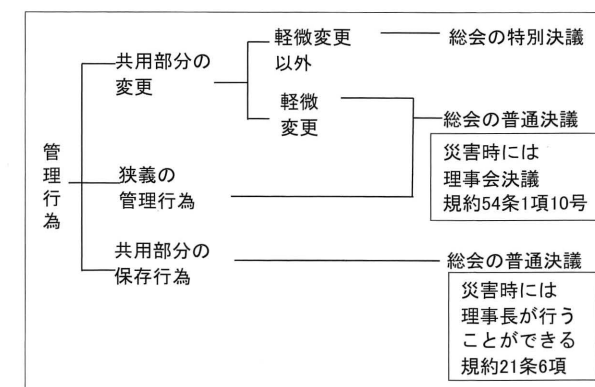 管理行為
共用部分の
変更
軽微変更
以外
総会の特別決議
軽微
変更
総会の普通決議
災害時には
理事会決議
規約54条1項10号
狭義の
管理行為
共用部分の
保存行為
総会の普通決議
災害時には
理事長が行う
ことができる
規約21条6項